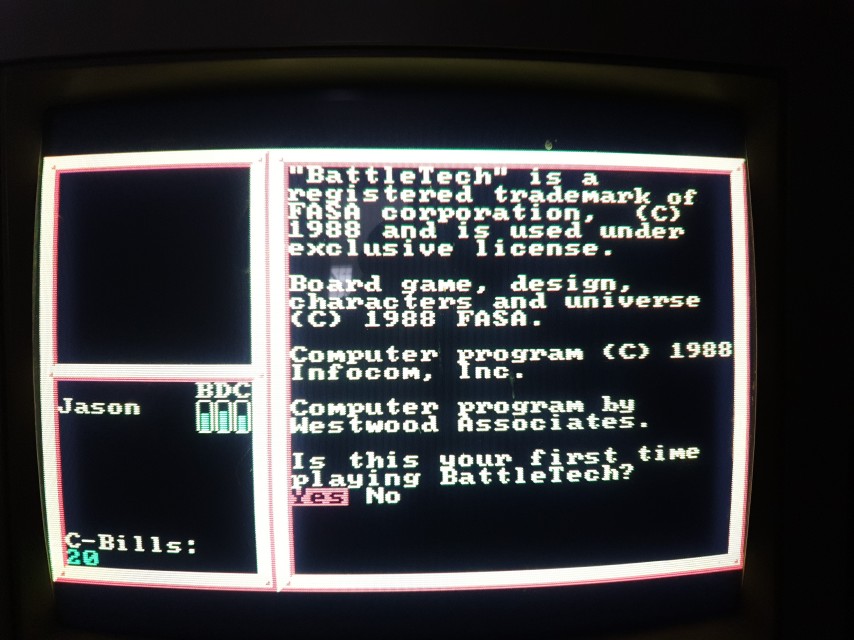 "BattleTech" is a
registered trademark of
FASA corporation, (C)
1988 and is used under
exclusive license.
Board game, design,
characters and universe
(C) 1988 FASA.
Computer program (C) 1988
Infocom, Inc.
Computer program by
Westwood Associates.
Is this your first time
playing BattleTech?
Yes No
BDC
Jason
C-Bills:
20